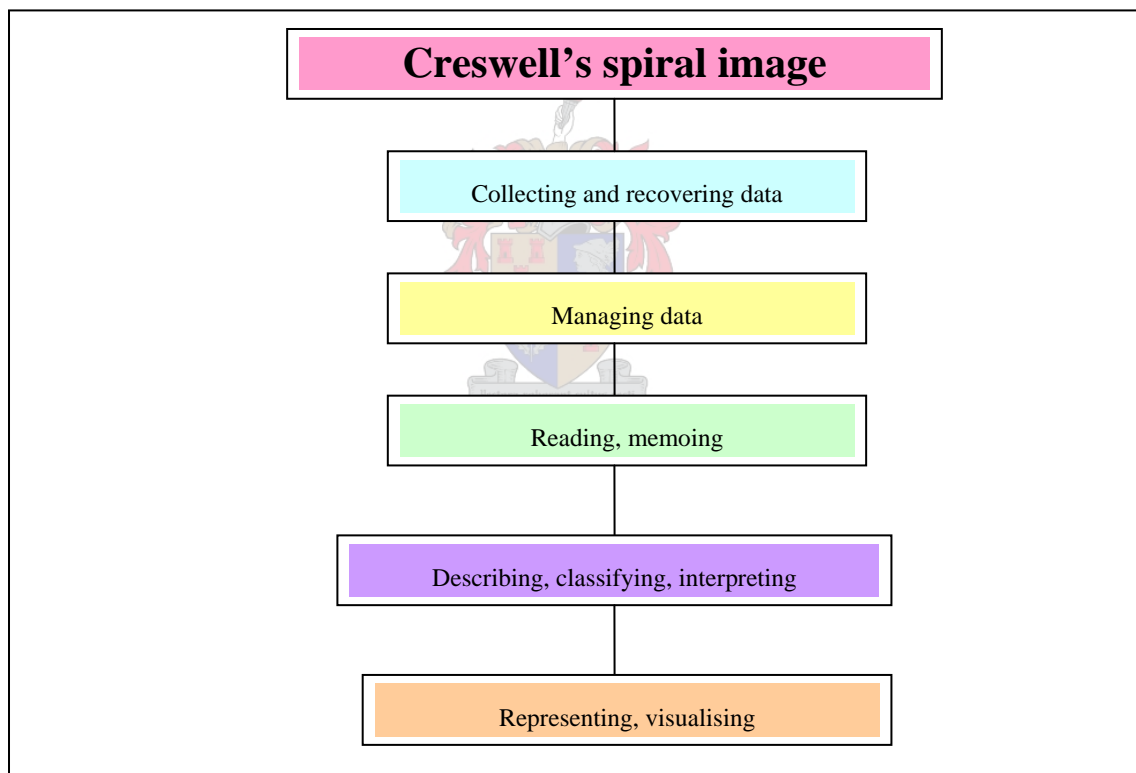 Creswell’s spiral image
Collecting and recovering data
Managing data
Reading, memoing
Describing, classifying, interpreting
Representing, visualising